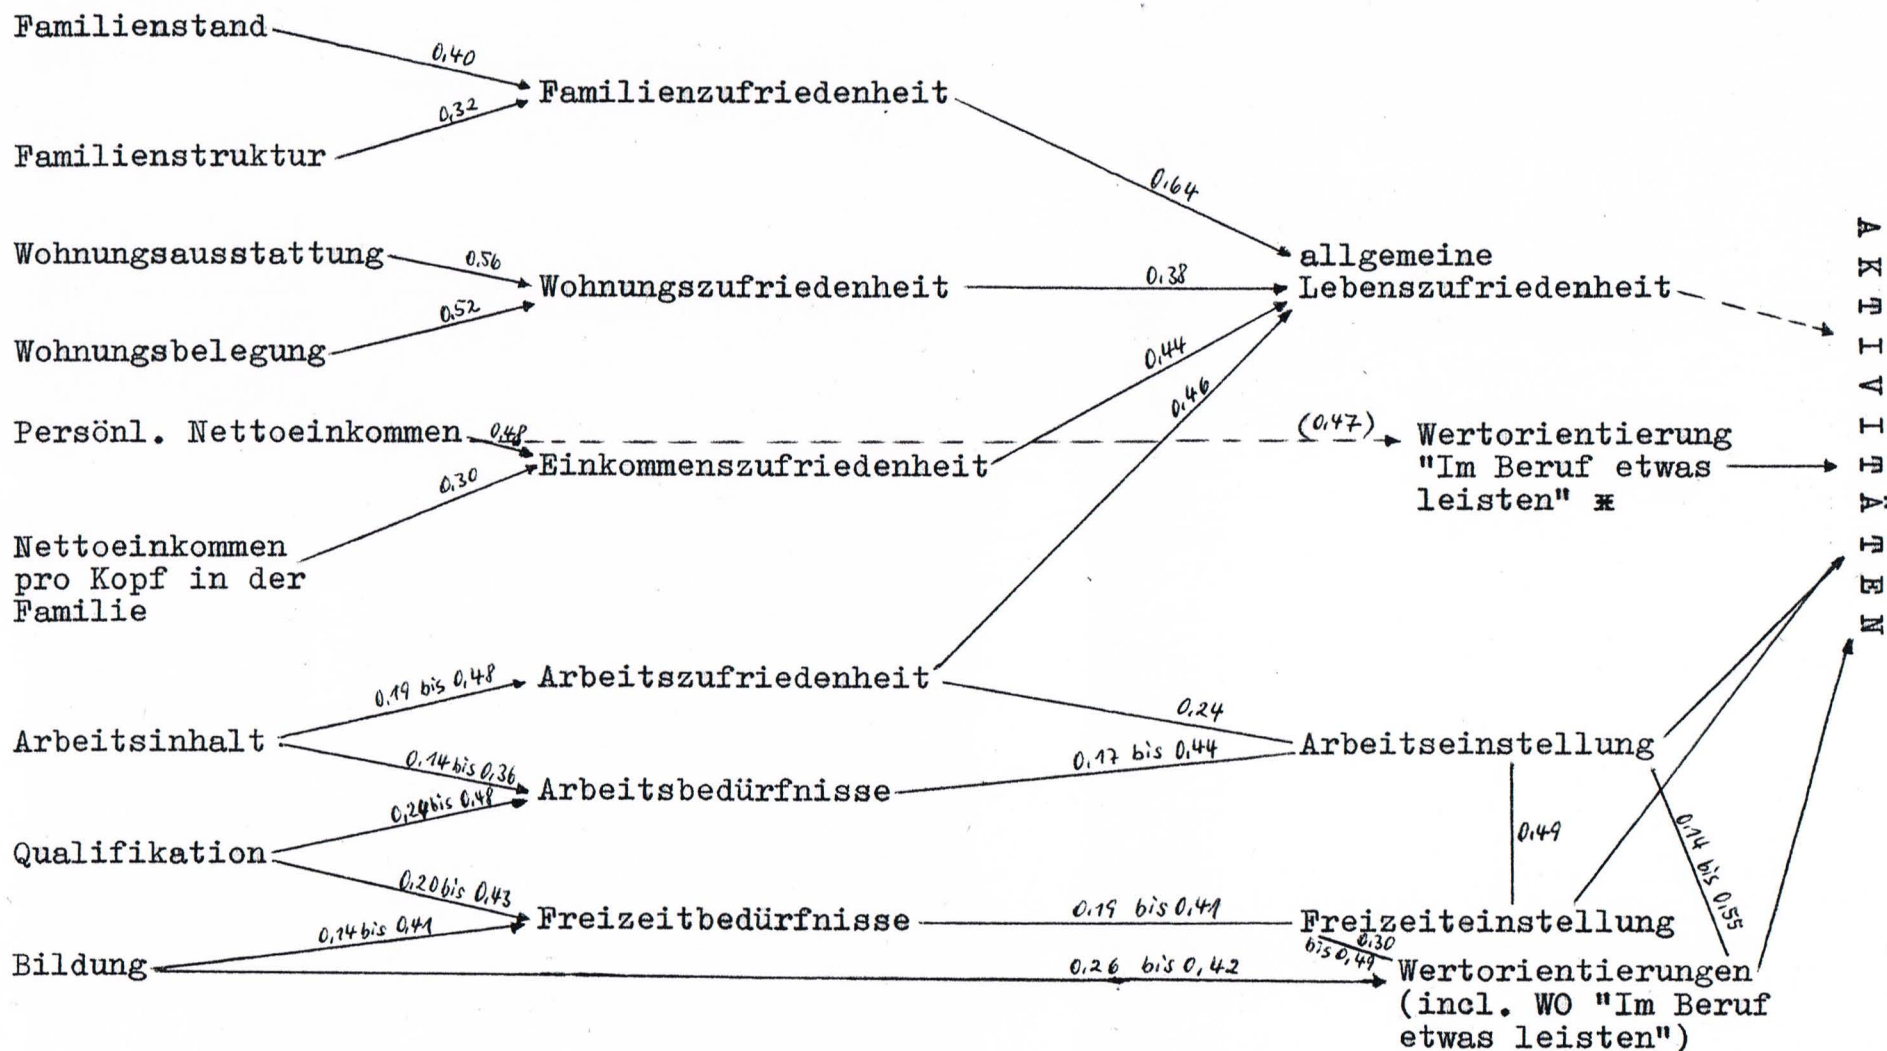 Familienstand
0,40
Familienzufriedenheit
0,32
Familienstruktur
0,64
Wohnungsausstattung
0,56
Wohnungszufriedenheit
0,38
allgemeine
Lebenszufriedenheit
0,52
Wohnungsbelegung
0,44
0,46
Persönl. Nettoeinkommen
0,48
(0,47)
Wertorientierung
"Im Beruf etwas
leisten" *
Einkommenszufriedenheit
0,30
Nettoeinkommen
pro Kopf in der
Familie
AKTIVITÄTEN
0,19 bis 0,48
Arbeitszufriedenheit
0,24
Arbeitsinhalt
0,14 bis 0,36
Arbeitseinstellung
0,17 bis 0,44
Arbeitsbedürfnisse
0,24 bis 0,48
Qualifikation
0,49
0,14 bis 0,55
0,20 bis 0,43
Freizeitbedürfnisse
0,19 bis 0,41
Freizeiteinstellung
0,14 bis 0,41
0,30
bis 0,49
Bildung
0,26 bis 0,42
Wertorientierungen
(incl. WO "Im Beruf
etwas leisten")